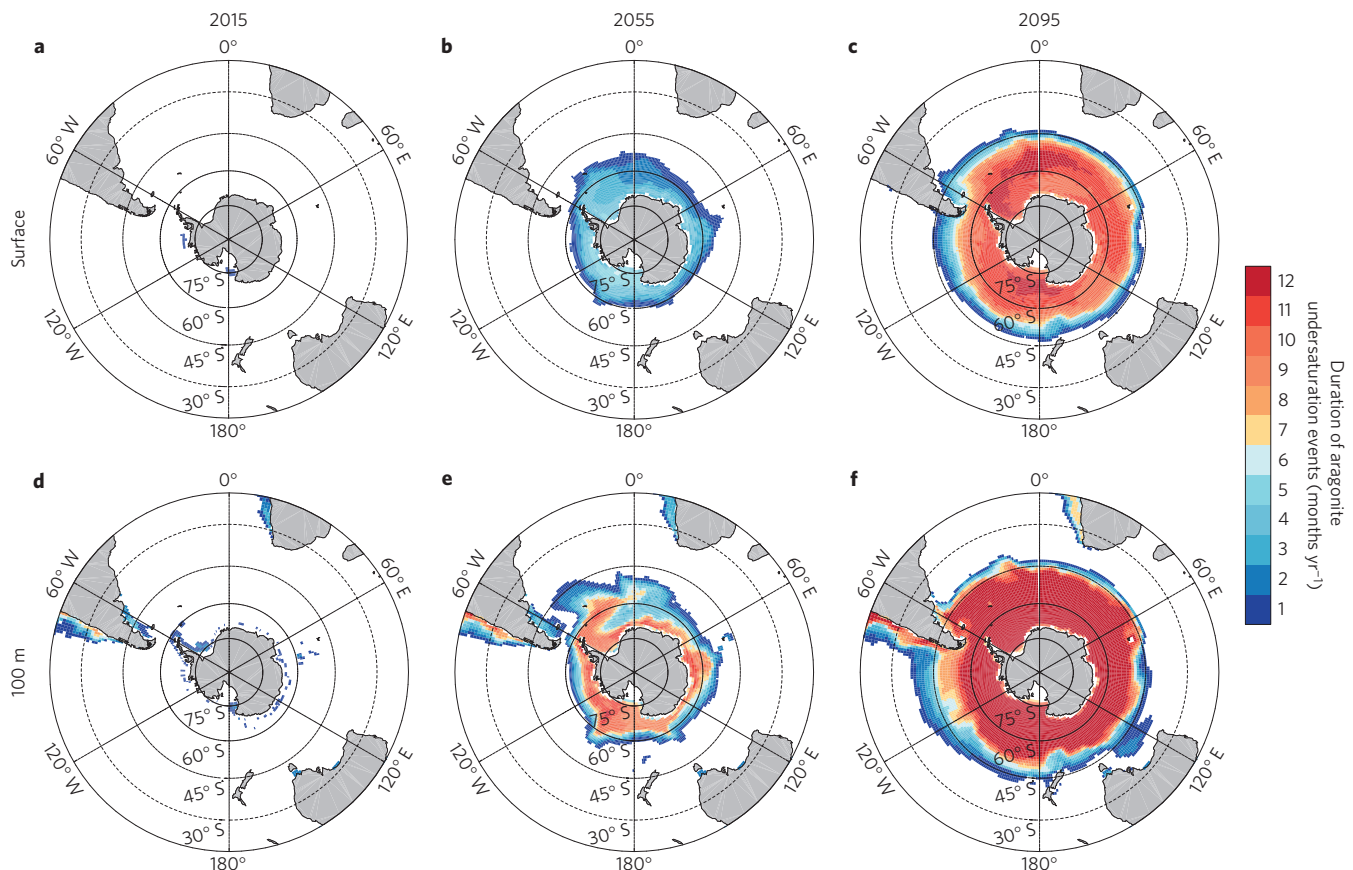 2015
2055
2095
a
0°
b
0°
c
0°
60° W
60° E
75° S
60° S
45° S
30° S
120° W
120° E
180°
60° W
60° E
75° S
60° S
45° S
30° S
120° W
120° E
180°
60° W
60° E
75° S
60° S
45° S
30° S
120° W
120° E
180°
Surface
d
0°
e
0°
f
0°
60° W
60° E
75° S
60° S
45° S
30° S
120° W
120° E
180°
60° W
60° E
75° S
60° S
45° S
30° S
120° W
120° E
180°
60° W
60° E
75° S
60° S
45° S
30° S
120° W
120° E
180°
100 m
12
11
10
9
8
7
6
5
4
3
2
1
Duration of aragonite
undersaturation events (months yr⁻¹)